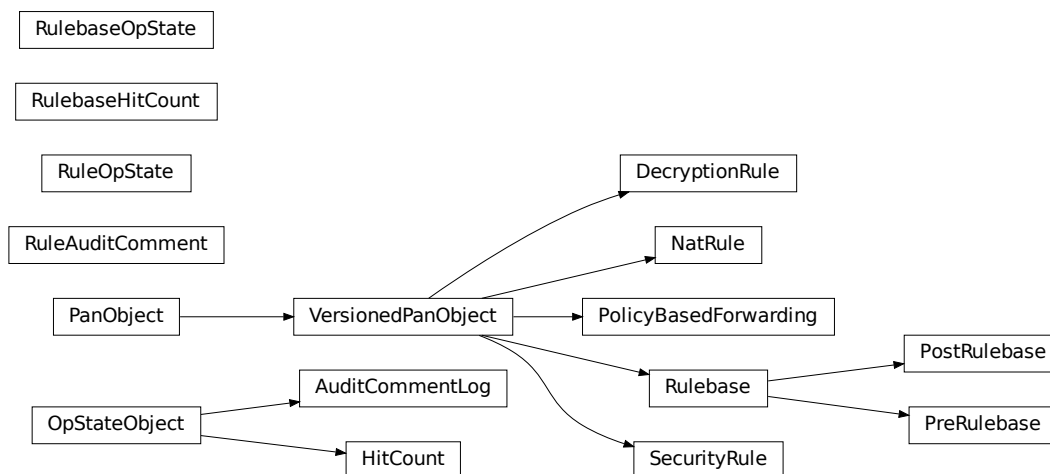 RulebaseOpState
RulebaseHitCount
RuleOpState
DecryptionRule
RuleAuditComment
NatRule
PanObject
VersionedPanObject
PolicyBasedForwarding
PostRulebase
AuditCommentLog
Rulebase
OpStateObject
PreRulebase
HitCount
SecurityRule